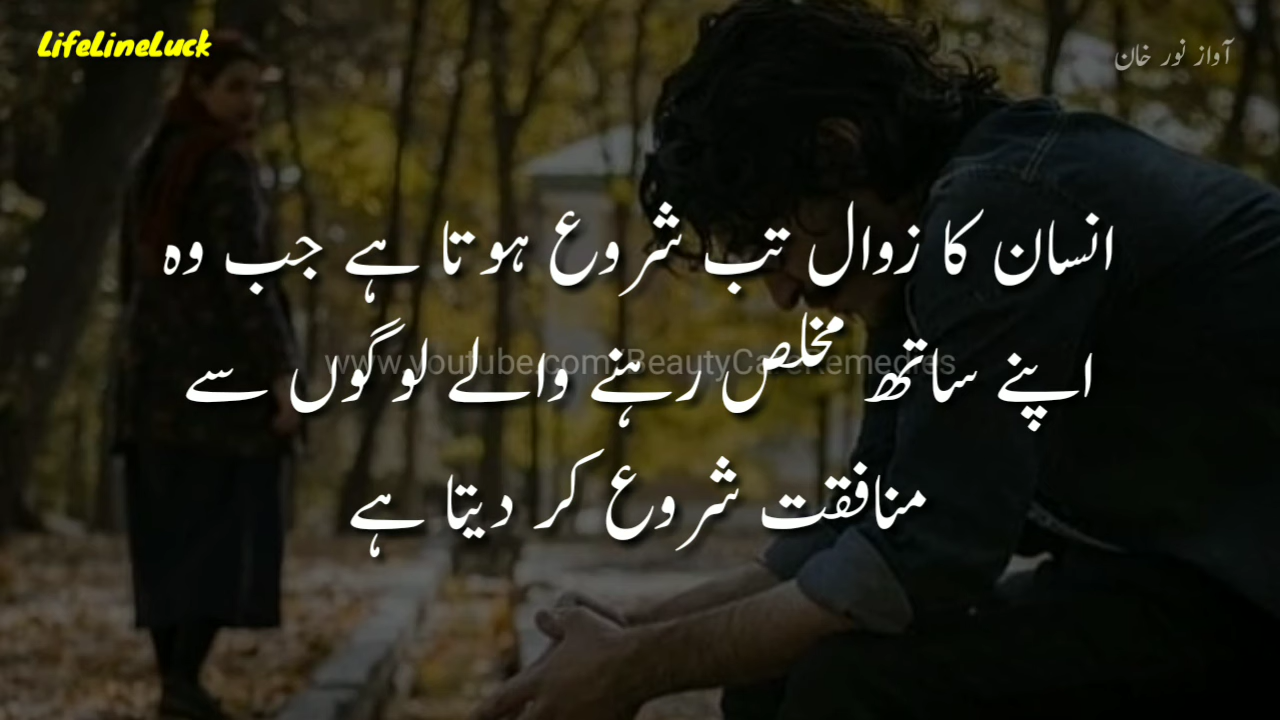 LifeLineLuck
آواز نور خان
انسان کا زوال تب شروع ہوتا ہے جب وہ
اپنے ساتھ مخلص رہنے والے لوگوں سے
منافقت شروع کر دیتا ہے
www.youtube.com/BeautyCareRemedies